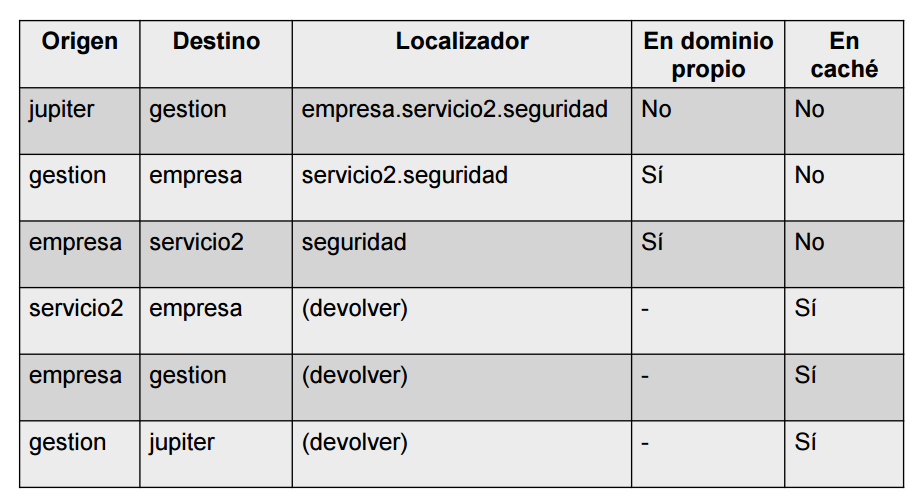 Origen Destino Localizador En dominio propio En caché
jupiter gestion empresa.servicio2.seguridad No No
gestion empresa servicio2.seguridad Sí No
empresa servicio2 seguridad Sí No
servicio2 empresa (devolver) - Sí
empresa gestion (devolver) - Sí
gestion jupiter (devolver) - Sí